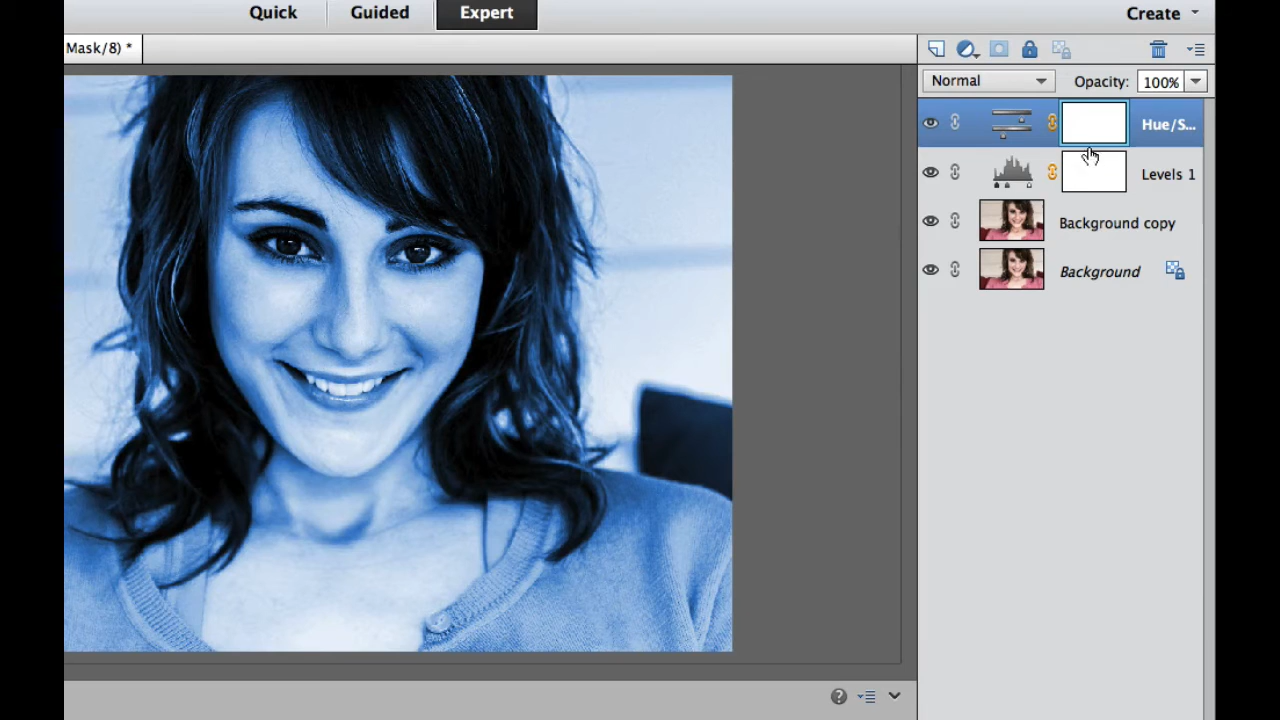 Quick Guided Expert Create
Mask/8) *
Normal Opacity: 100%
Hue/S...
Levels 1
Background copy
Background
?